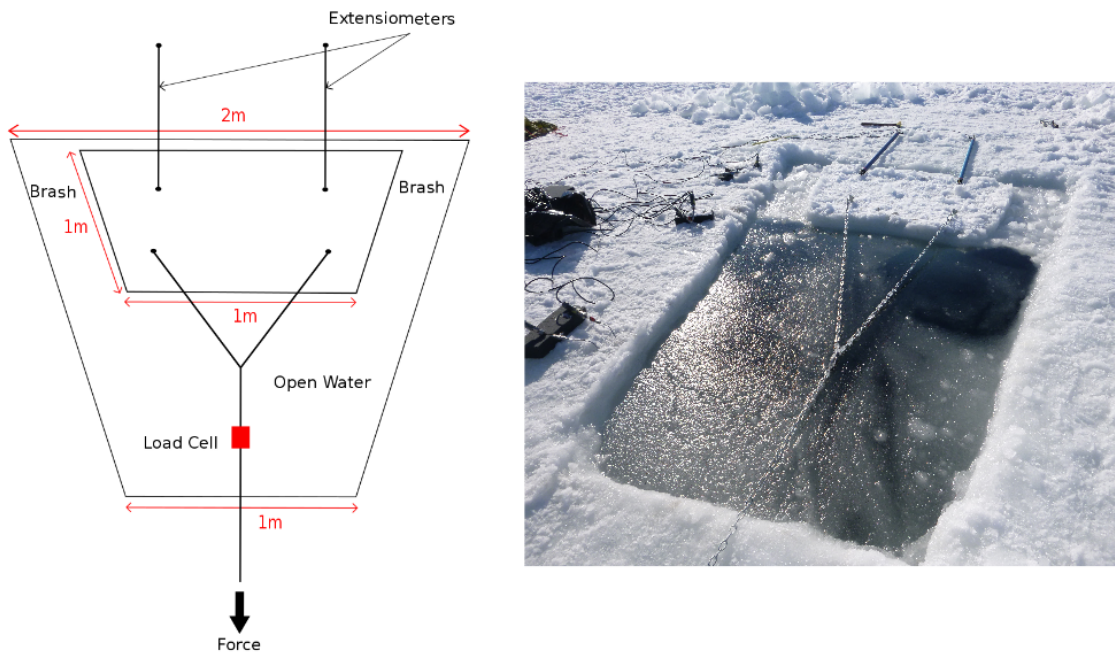 Extensiometers
2m
Brash
Brash
1m
1m
Open Water
Load Cell
1m
Force